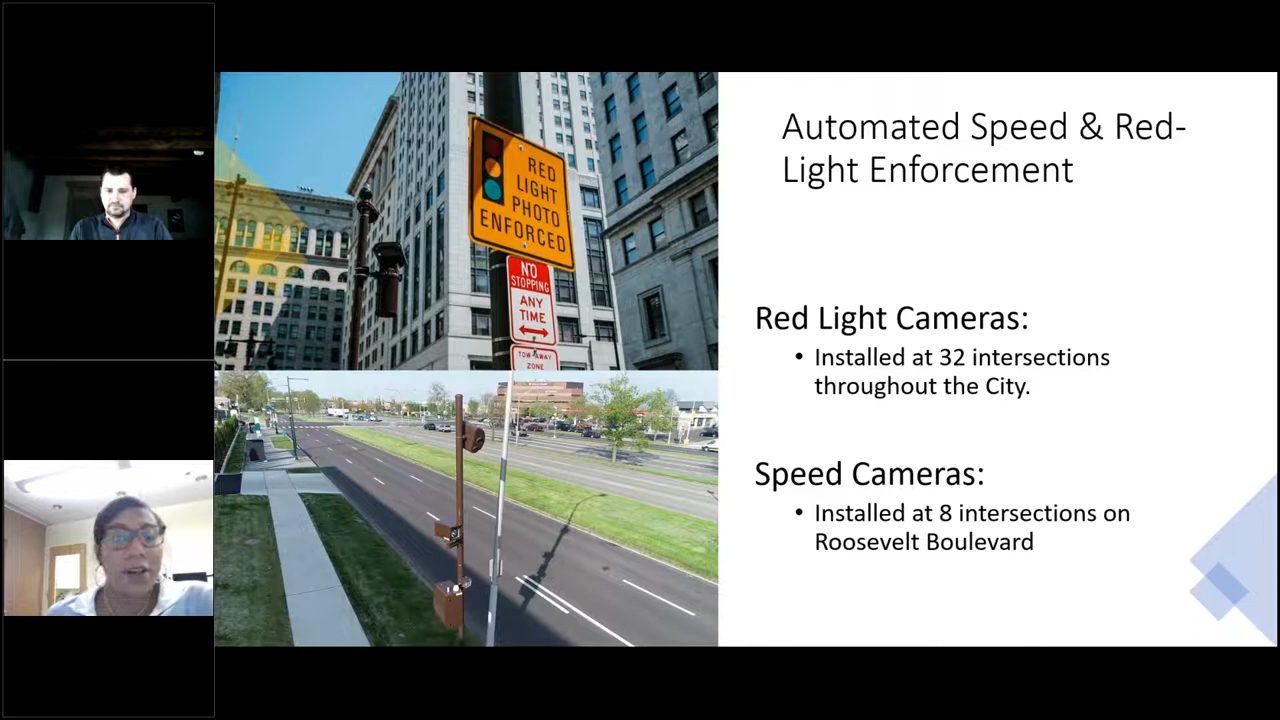 RED
LIGHT
PHOTO
ENFORCED
NO
STOPPING
ANY
TIME
TOW-AWAY
ZONE
Automated Speed & Red-
Light Enforcement
Red Light Cameras:
• Installed at 32 intersections
throughout the City.
Speed Cameras:
• Installed at 8 intersections on
Roosevelt Boulevard